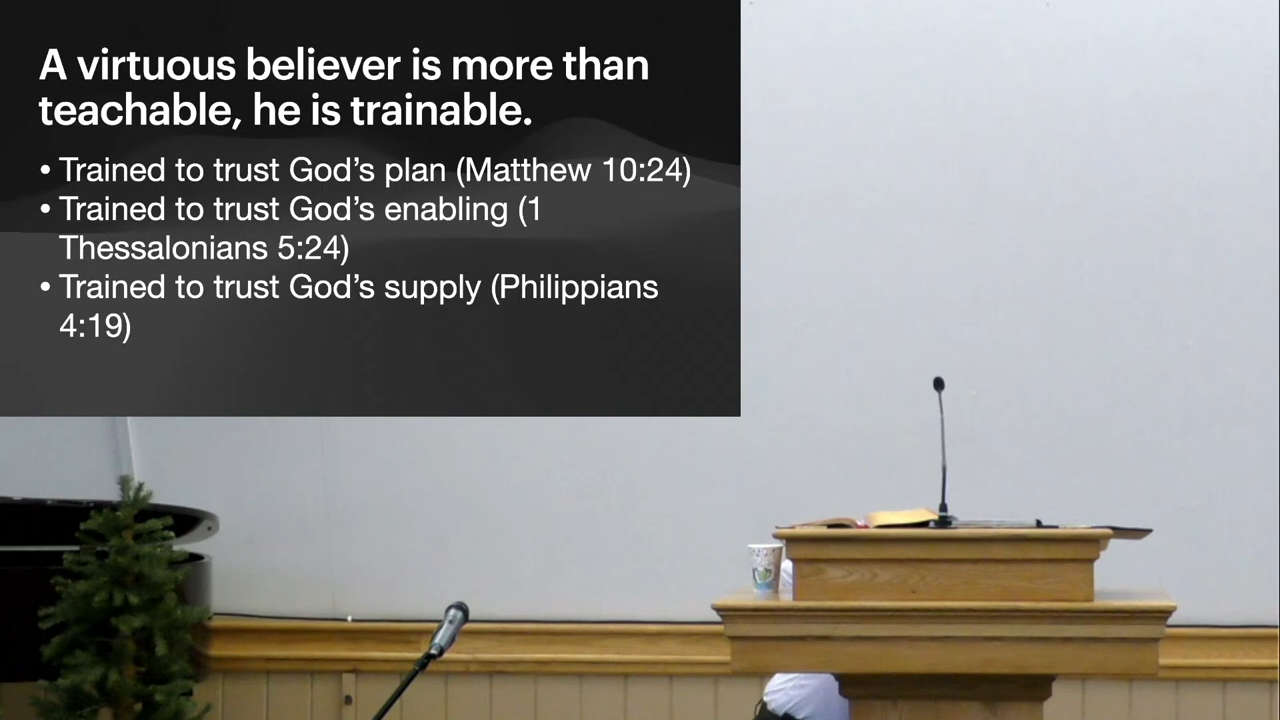 A virtuous believer is more than
teachable, he is trainable.
• Trained to trust God’s plan (Matthew 10:24)
• Trained to trust God’s enabling (1
Thessalonians 5:24)
• Trained to trust God’s supply (Philippians
4:19)